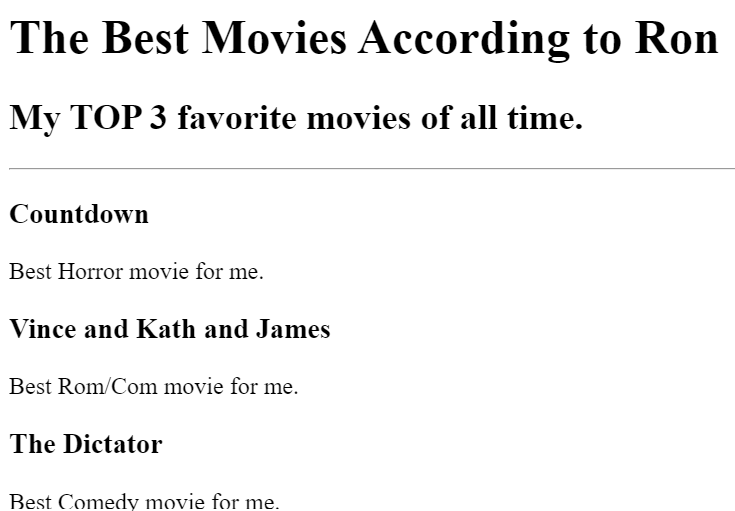 The Best Movies According to Ron
My TOP 3 favorite movies of all time.
Countdown
Best Horror movie for me.
Vince and Kath and James
Best Rom/Com movie for me.
The Dictator
Best Comedy movie for me.